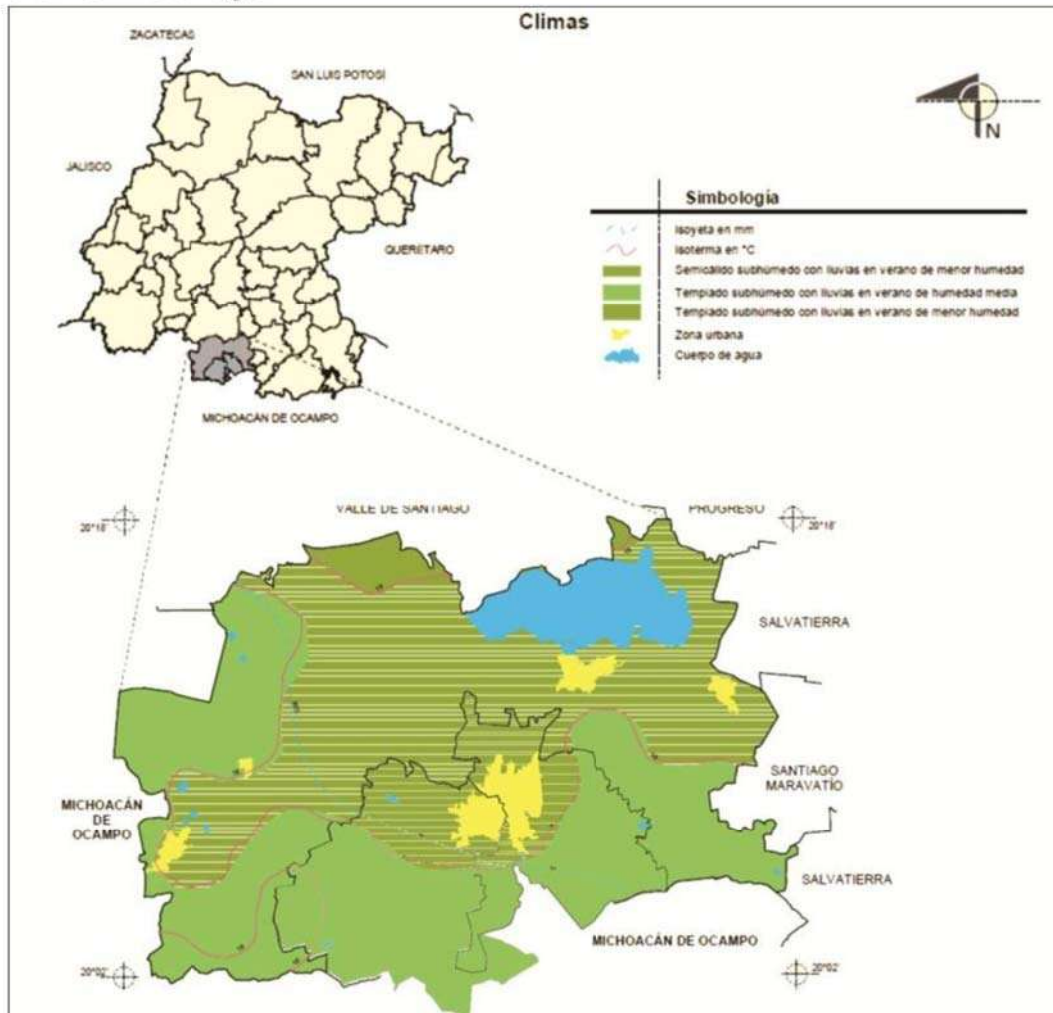 Climas
ZACATECAS
SAN LUIS POTOSÍ
JALISCO
QUERÉTARO
MICHOACÁN DE OCAMPO
N
Simbología
Isoyeta en mm
Isoterma en °C
Semicálido subhúmedo con lluvias en verano de menor humedad
Templado subhúmedo con lluvias en verano de humedad media
Templado subhúmedo con lluvias en verano de menor humedad
Zona urbana
Cuerpo de agua
20°18'
VALLE DE SANTIAGO
PROGRESO
20°18'
SALVATIERRA
SANTIAGO
MARAVATÍO
MICHOACÁN
DE
OCAMPO
SALVATIERRA
MICHOACÁN DE OCAMPO
20°02'
20°02'